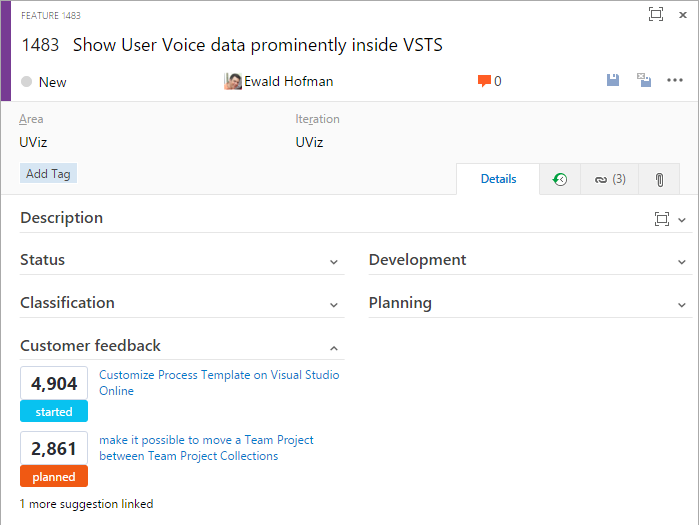 FEATURE 1483
1483 Show User Voice data prominently inside VSTS
New
Ewald Hofman
0
Area
Iteration
UViz
UViz
Add Tag
Details
(3)
Description
Status
Development
Classification
Planning
Customer feedback
4,904
started
Customize Process Template on Visual Studio
Online
2,861
planned
make it possible to move a Team Project
between Team Project Collections
1 more suggestion linked